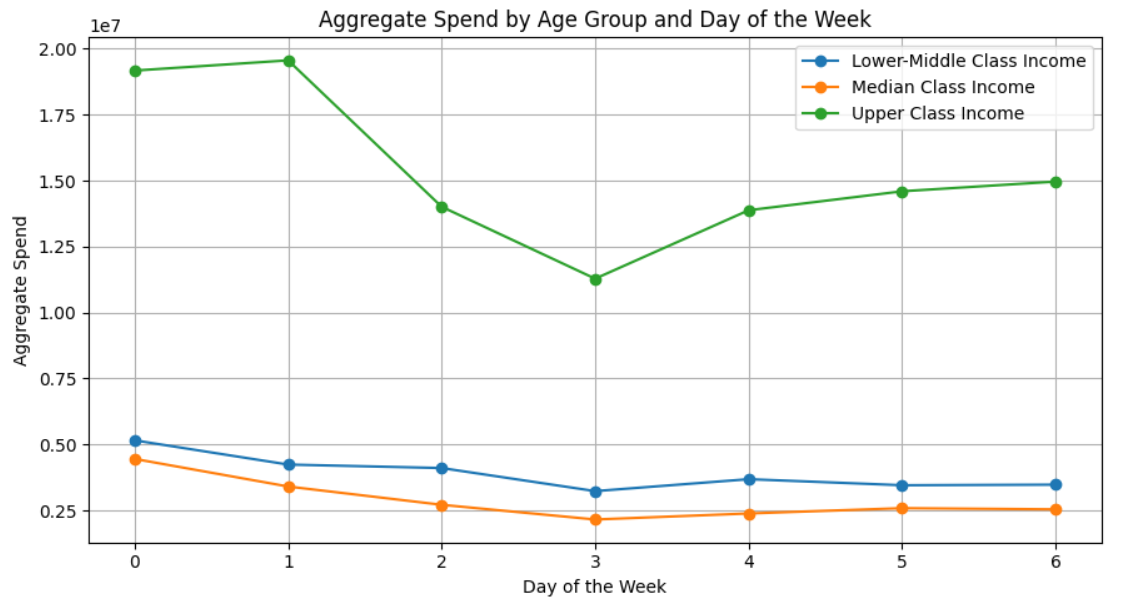 Aggregate Spend by Age Group and Day of the Week
1e7
2.00
1.75
1.50
1.25
1.00
0.75
0.50
0.25
Aggregate Spend
Lower-Middle Class Income
Median Class Income
Upper Class Income
0 1 2 3 4 5 6
Day of the Week